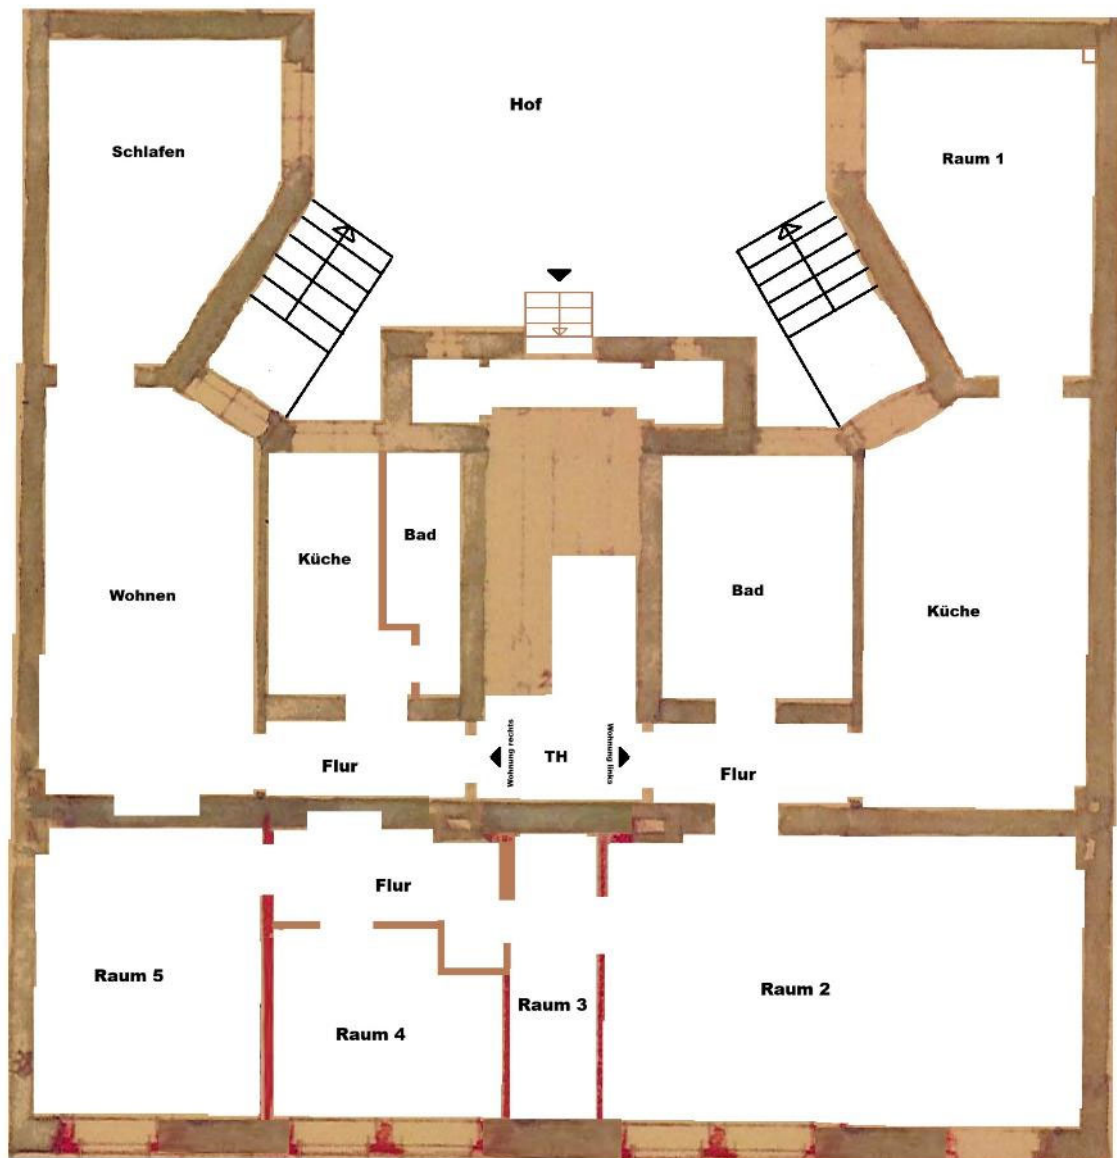 Hof
Schlafen
Raum 1
Küche
Bad
Wohnen
Bad
Küche
Wohnung rechts
TH
Wohnung links
Flur
Flur
Flur
Raum 5
Raum 4
Raum 3
Raum 2